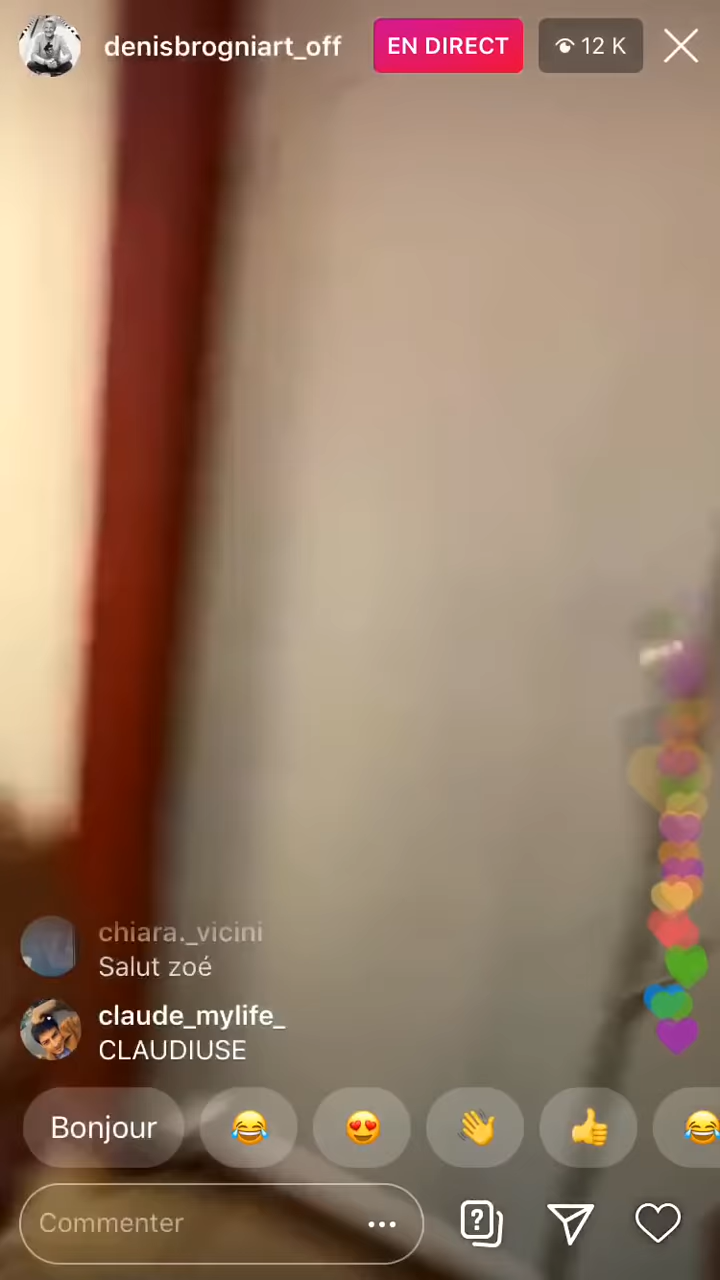 denisbrogniart_off EN DIRECT 12 K
chiara._vicini
Salut zoé
claude_mylife_
CLAUDIUSE
Bonjour
Commenter